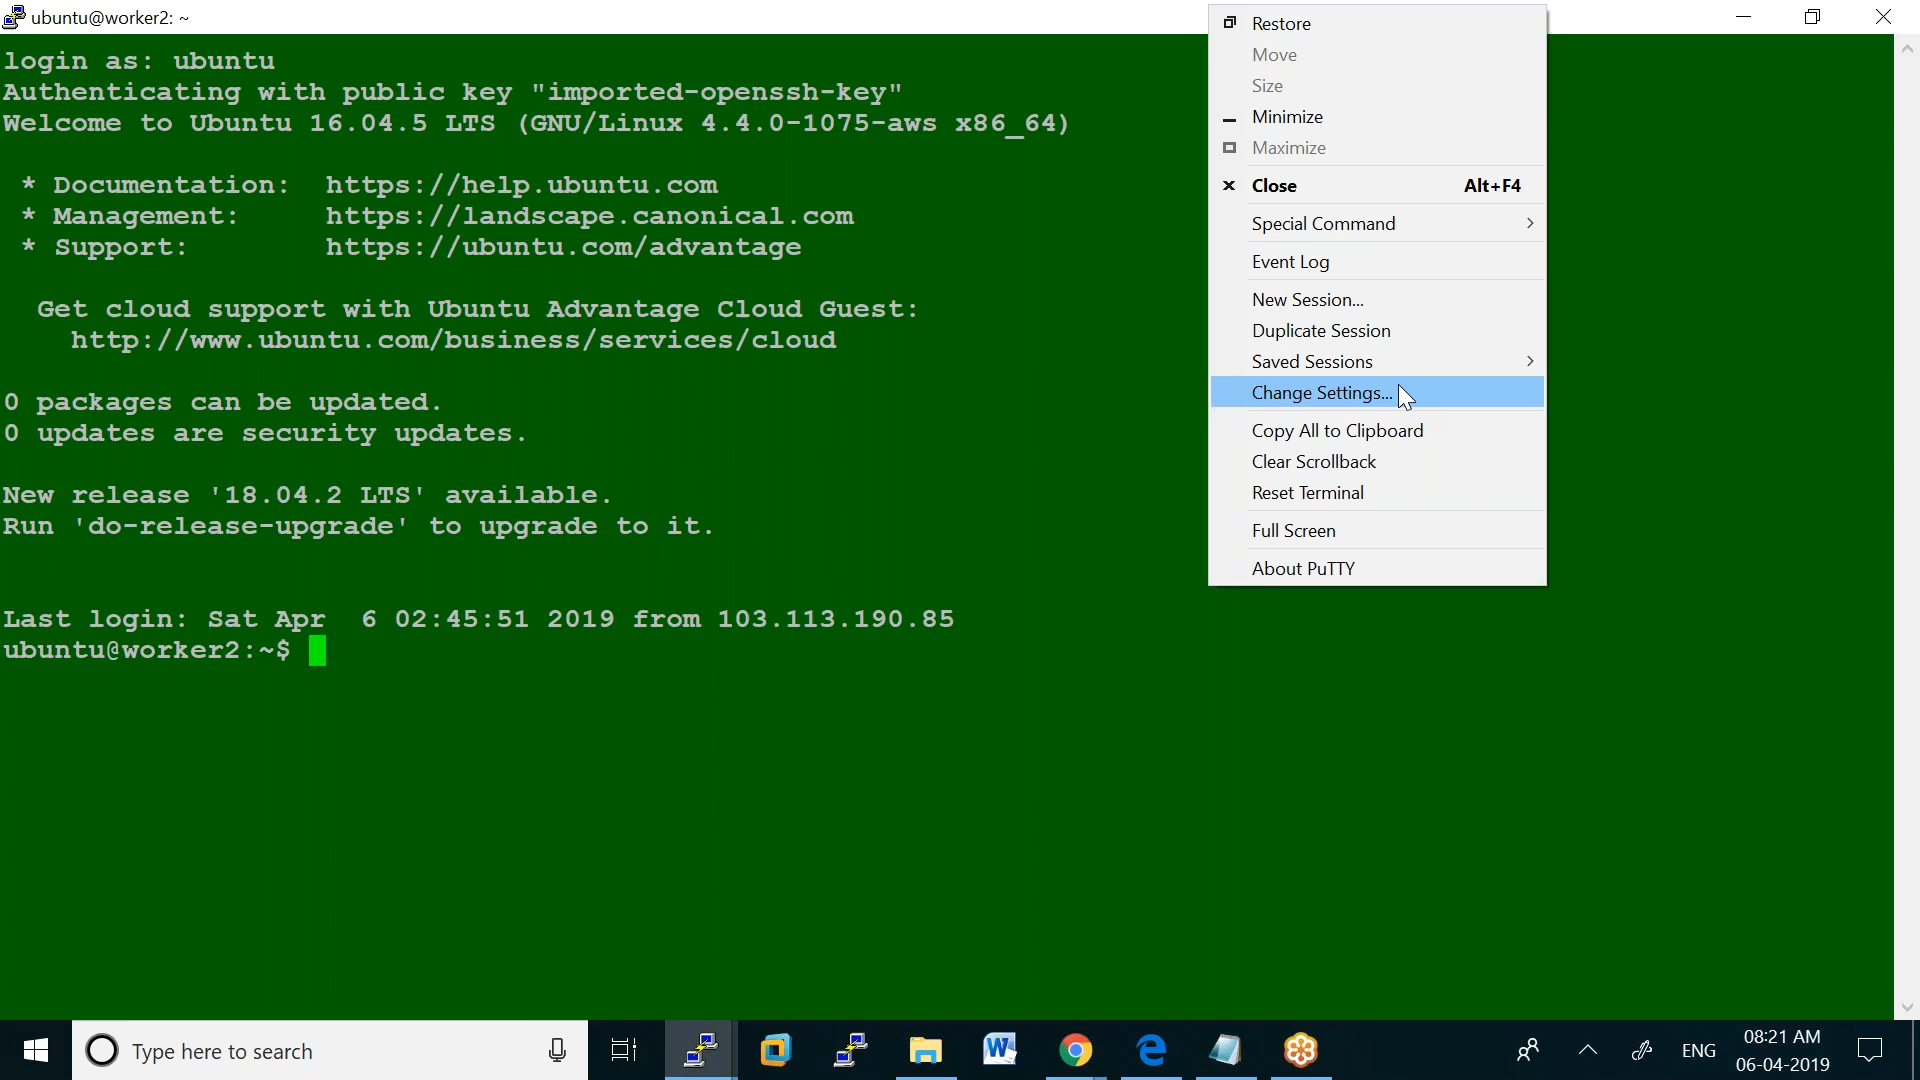 ubuntu@worker2: ~
login as: ubuntu
Authenticating with public key "imported-openssh-key"
Welcome to Ubuntu 16.04.5 LTS (GNU/Linux 4.4.0-1075-aws x86_64)
* Documentation: https://help.ubuntu.com
* Management: https://landscape.canonical.com
* Support: https://ubuntu.com/advantage
Get cloud support with Ubuntu Advantage Cloud Guest:
http://www.ubuntu.com/business/services/cloud
0 packages can be updated.
0 updates are security updates.
New release '18.04.2 LTS' available.
Run 'do-release-upgrade' to upgrade to it.
Last login: Sat Apr  6 02:45:51 2019 from 103.113.190.85
ubuntu@worker2:~$
Restore
Move
Size
Minimize
Maximize
Close Alt+F4
Special Command
Event Log
New Session...
Duplicate Session
Saved Sessions
Change Settings...
Copy All to Clipboard
Clear Scrollback
Reset Terminal
Full Screen
About PuTTY
Type here to search
ENG
08:21 AM
06-04-2019